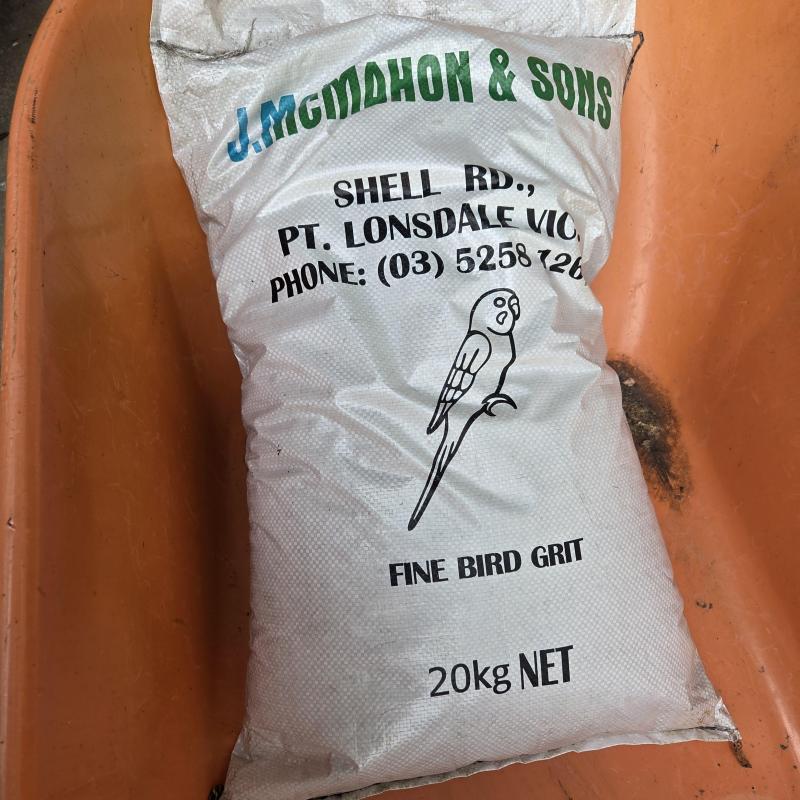 J.McMAHON & SONS
SHELL RD.,
PT. LONSDALE VIC.
PHONE: (03) 5258
FINE BIRD GRIT
20kg NET